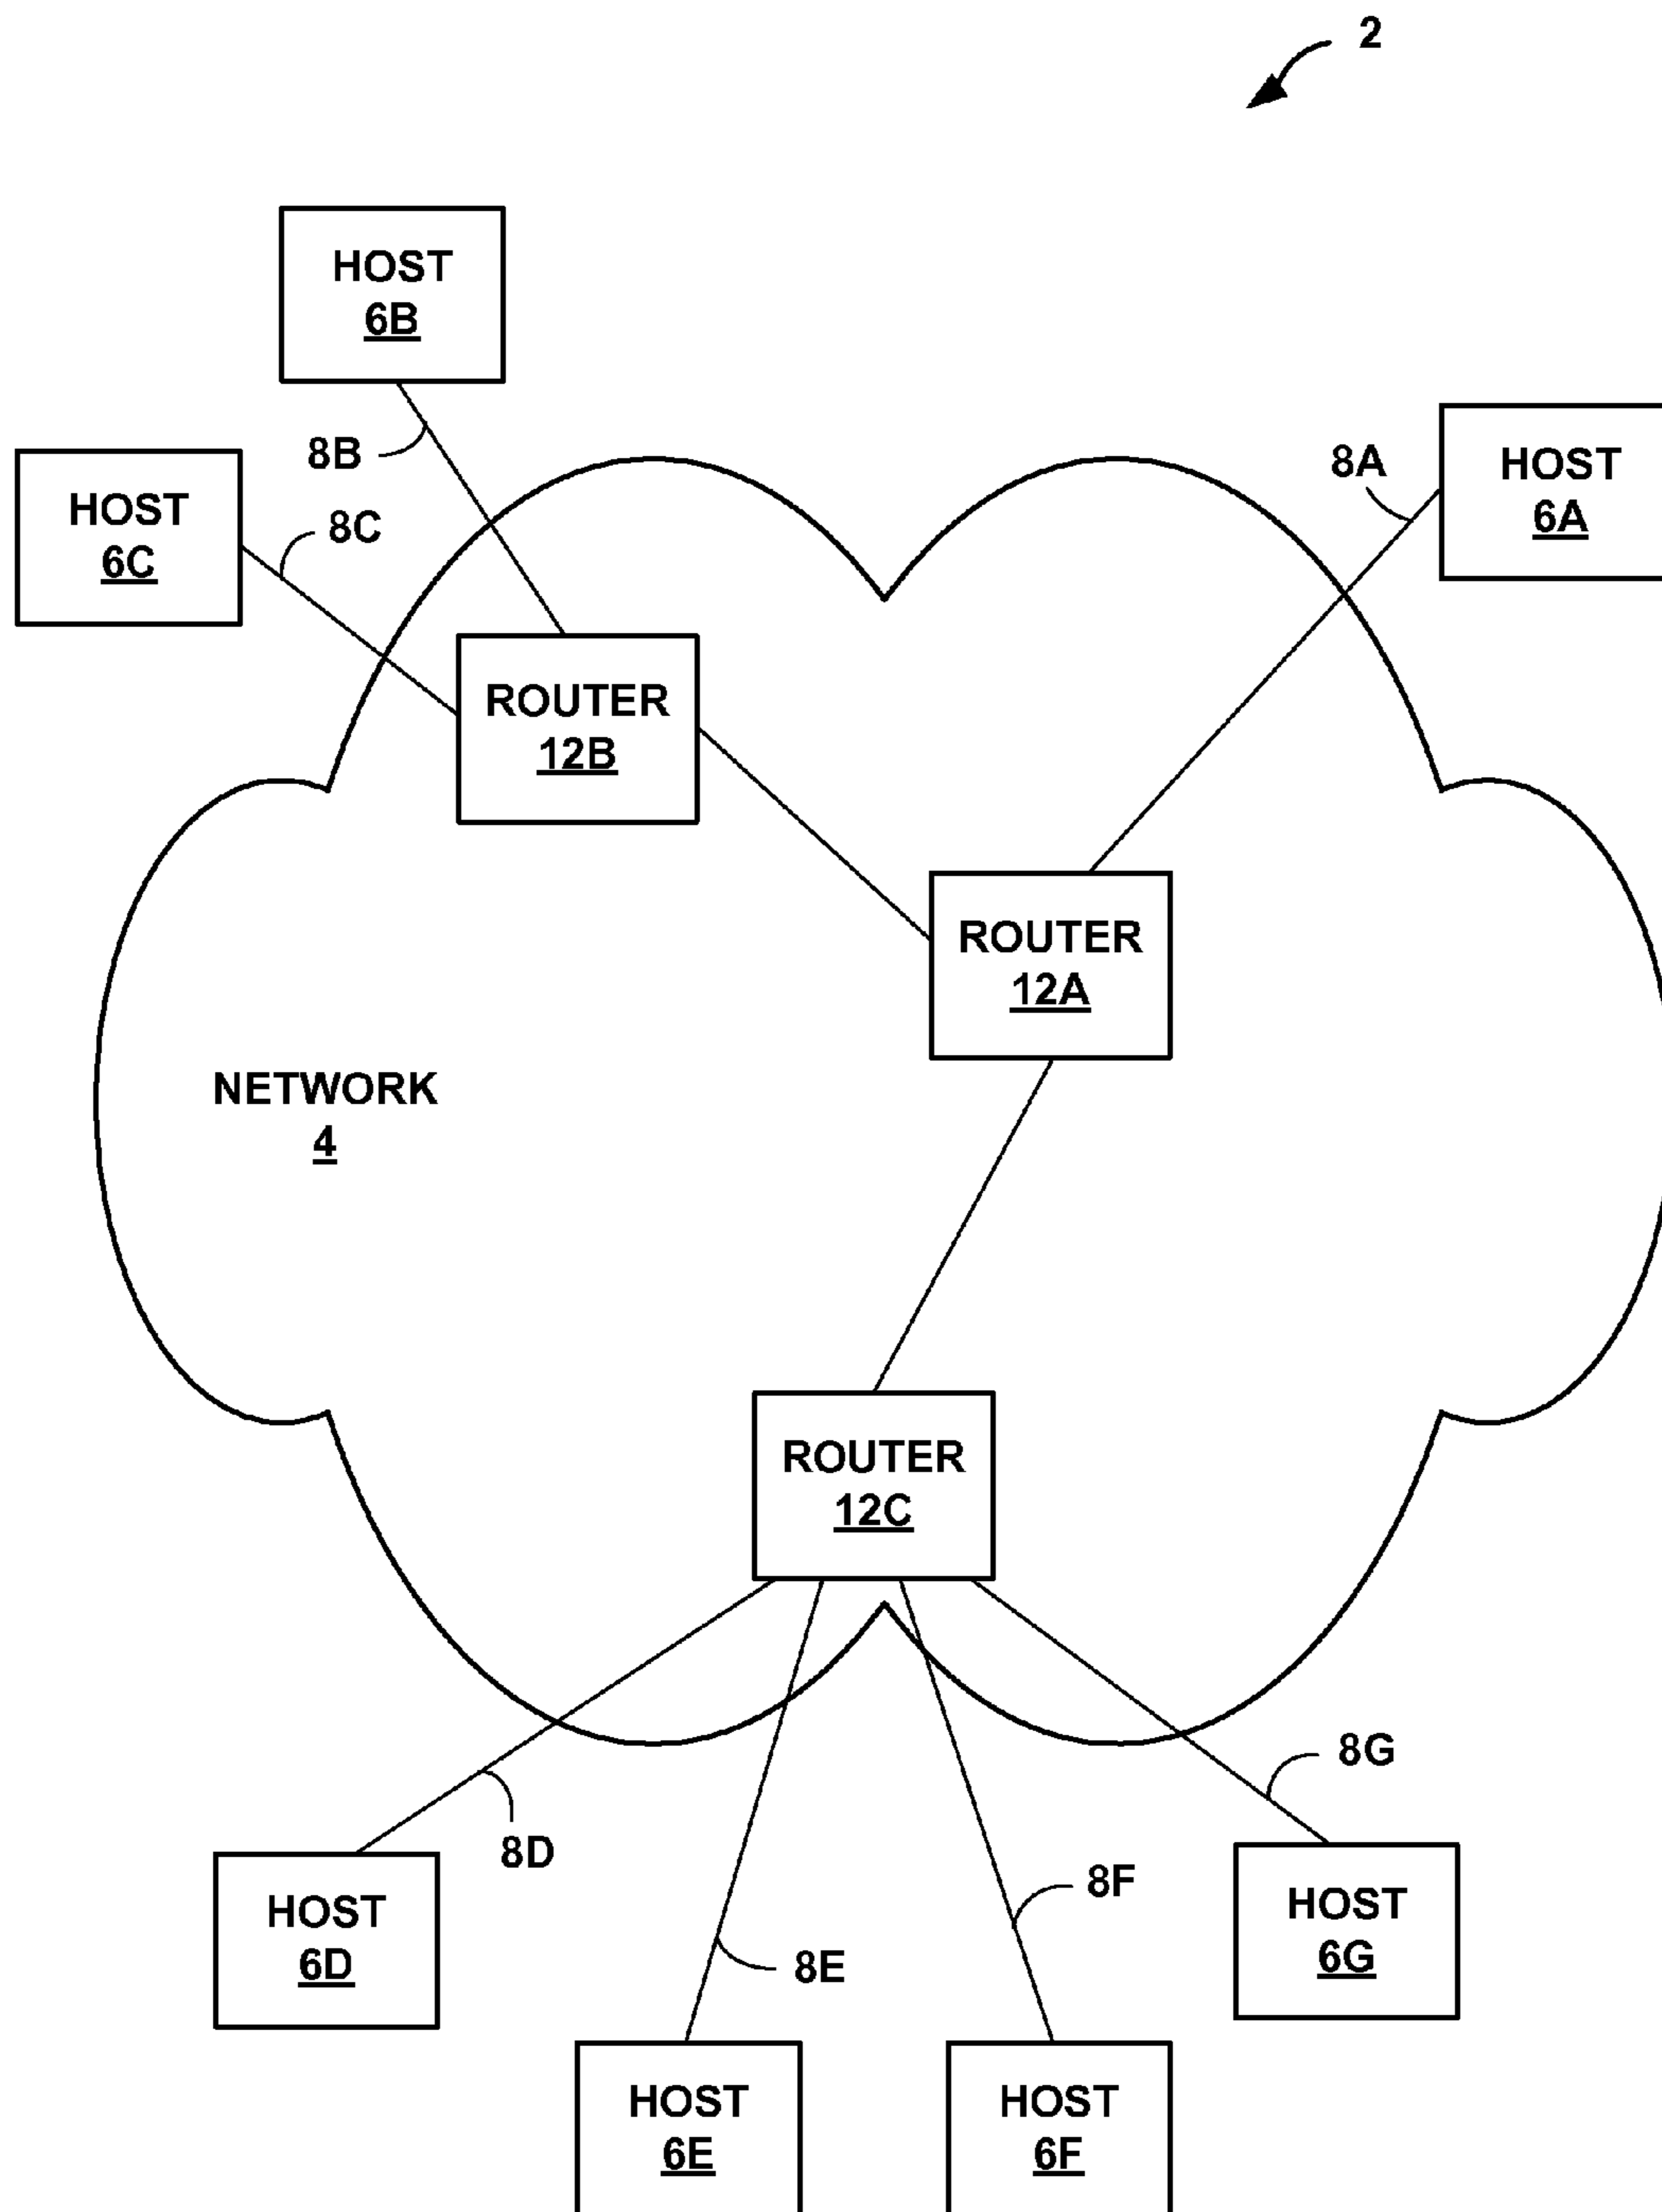 2
HOST
6B
8B
8A
HOST
6A
HOST
6C
8C
ROUTER
12B
ROUTER
12A
NETWORK
4
ROUTER
12C
8G
8D
8F
HOST
6D
HOST
6G
8E
HOST
6E
HOST
6F